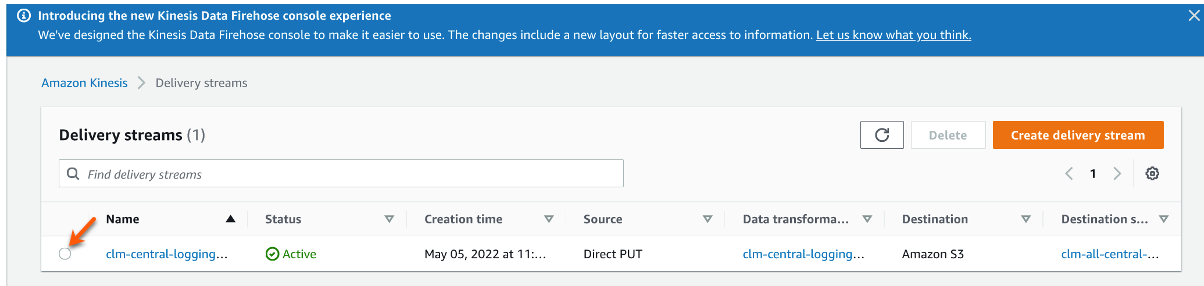 Introducing the new Kinesis Data Firehose console experience
We've designed the Kinesis Data Firehose console to make it easier to use. The changes include a new layout for faster access to information. Let us know what you think.
Amazon Kinesis > Delivery streams
Delivery streams (1)
Delete
Create delivery stream
Find delivery streams
1
Name Status Creation time Source Data transforma... Destination Destination s...
clm-central-logging... Active May 05, 2022 at 11:... Direct PUT clm-central-logging... Amazon S3 clm-all-central-...